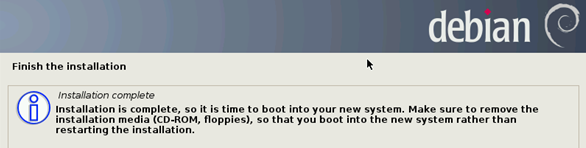 debian
Finish the installation
Installation complete
Installation is complete, so it is time to boot into your new system. Make sure to remove the
installation media (CD-ROM, floppies), so that you boot into the new system rather than
restarting the installation.